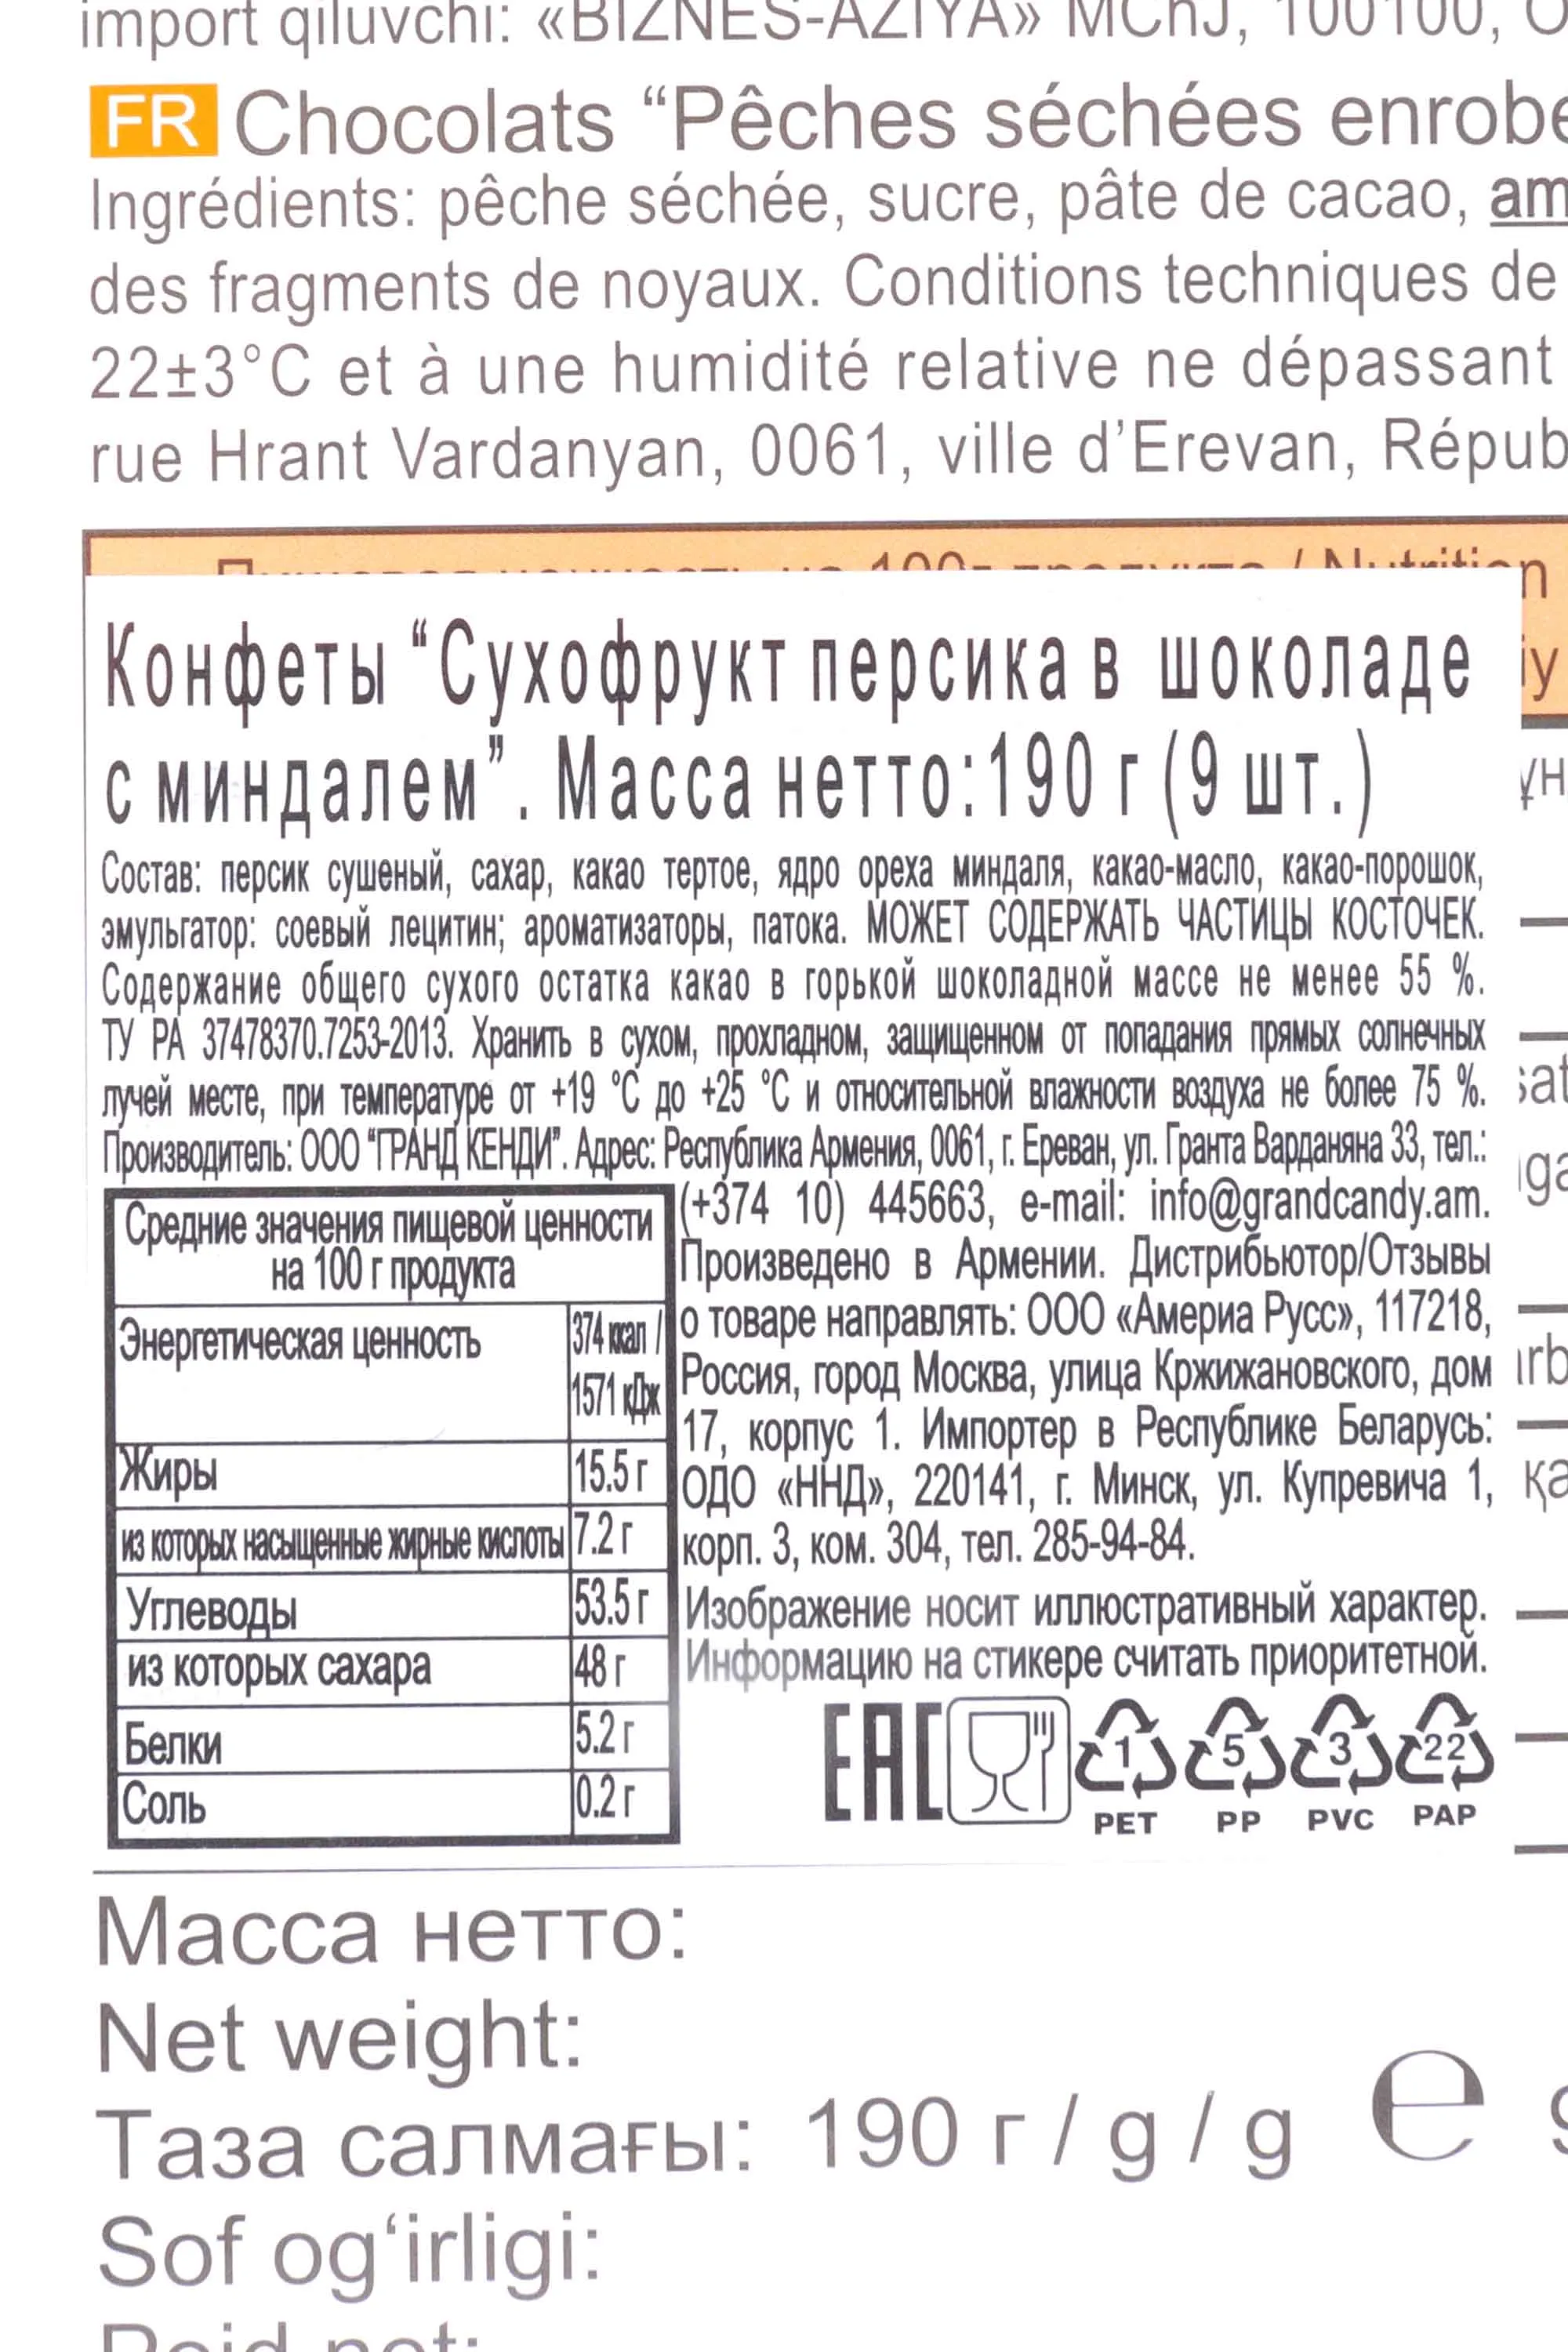 import qiluvchi: «BIZNES-AZIYA» MChJ, 100100, O
FR Chocolats “Pêches séchées enrobé
Ingrédients: pêche séchée, sucre, pâte de cacao, am
des fragments de noyaux. Conditions techniques de
22±3°C et à une humidité relative ne dépassant
rue Hrant Vardanyan, 0061, ville d’Erevan, Répub
Пищевая ценность на 100г продукта / Nutrition
Конфеты “Сухофрукт персика в шоколаде
с миндалем”. Масса нетто:190 г (9 шт.)
Состав: персик сушеный, сахар, какао тертое, ядро ореха миндаля, какао-масло, какао-порошок,
эмульгатор: соевый лецитин; ароматизаторы, патока. МОЖЕТ СОДЕРЖАТЬ ЧАСТИЦЫ КОСТОЧЕК.
Содержание общего сухого остатка какао в горькой шоколадной массе не менее 55 %.
ТУ РА 37478370.7253-2013. Хранить в сухом, прохладном, защищенном от попадания прямых солнечных
лучей месте, при температуре от +19 °C до +25 °C и относительной влажности воздуха не более 75 %.
Производитель: ООО “ГРАНД КЕНДИ”. Адрес: Республика Армения, 0061, г. Ереван, ул. Гранта Варданяна 33, тел.:
(+374 10) 445663, e-mail: info@grandcandy.am.
Произведено в Армении. Дистрибьютор/Отзывы
о товаре направлять: ООО «Америа Русс», 117218,
Россия, город Москва, улица Кржижановского, дом
17, корпус 1. Импортер в Республике Беларусь:
ОДО «ННД», 220141, г. Минск, ул. Купревича 1,
корп. 3, ком. 304, тел. 285-94-84.
Изображение носит иллюстративный характер.
Информацию на стикере считать приоритетной.
Средние значения пищевой ценности
на 100 г продукта
Энергетическая ценность 374 ккал /
1571 кДж
Жиры 15.5 г
из которых насыщенные жирные кислоты 7.2 г
Углеводы 53.5 г
из которых сахара 48 г
Белки 5.2 г
Соль 0.2 г
EAC 1 5 3 22
PET PP PVC PAP
Масса нетто:
Net weight:
Таза салмағы: 190 г / g / g ℮
Sof og‘irligi:
Poid net: